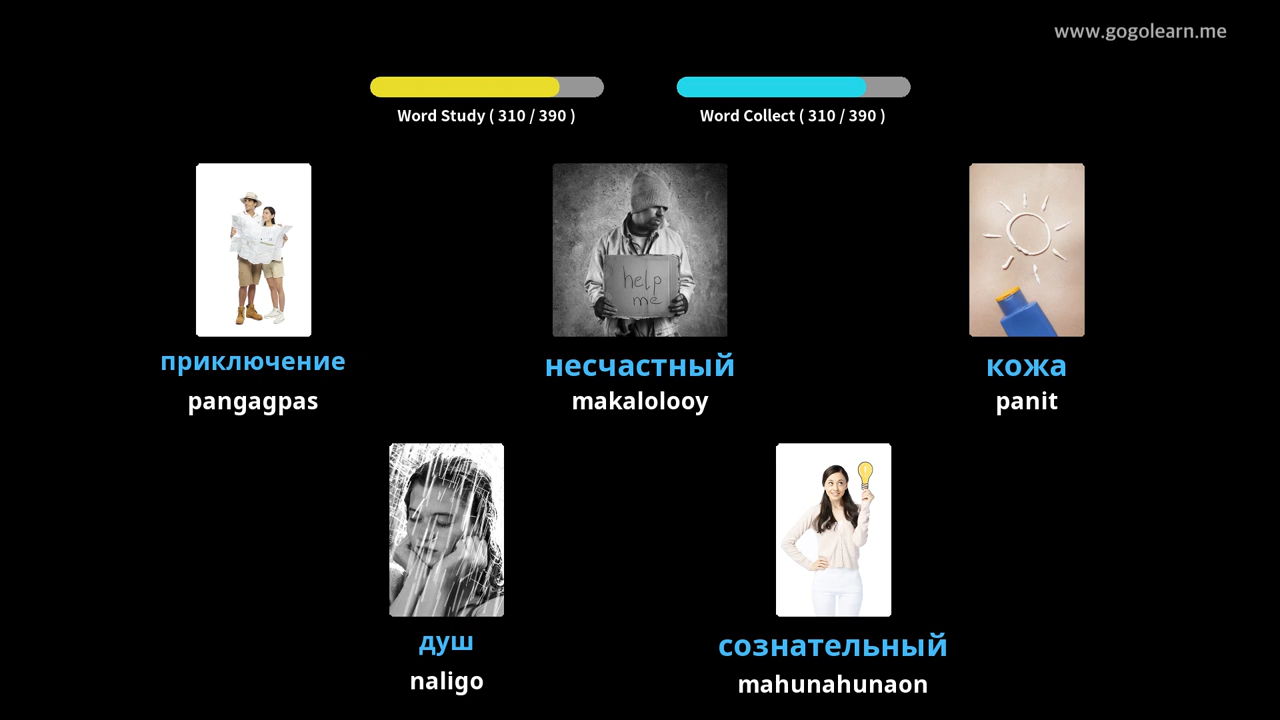 www.gogolearn.me
Word Study ( 310 / 390 )
Word Collect ( 310 / 390 )
help
me
приключение
pangagpas
несчастный
makalolooy
кожа
panit
душ
naligo
сознательный
mahunahunaon